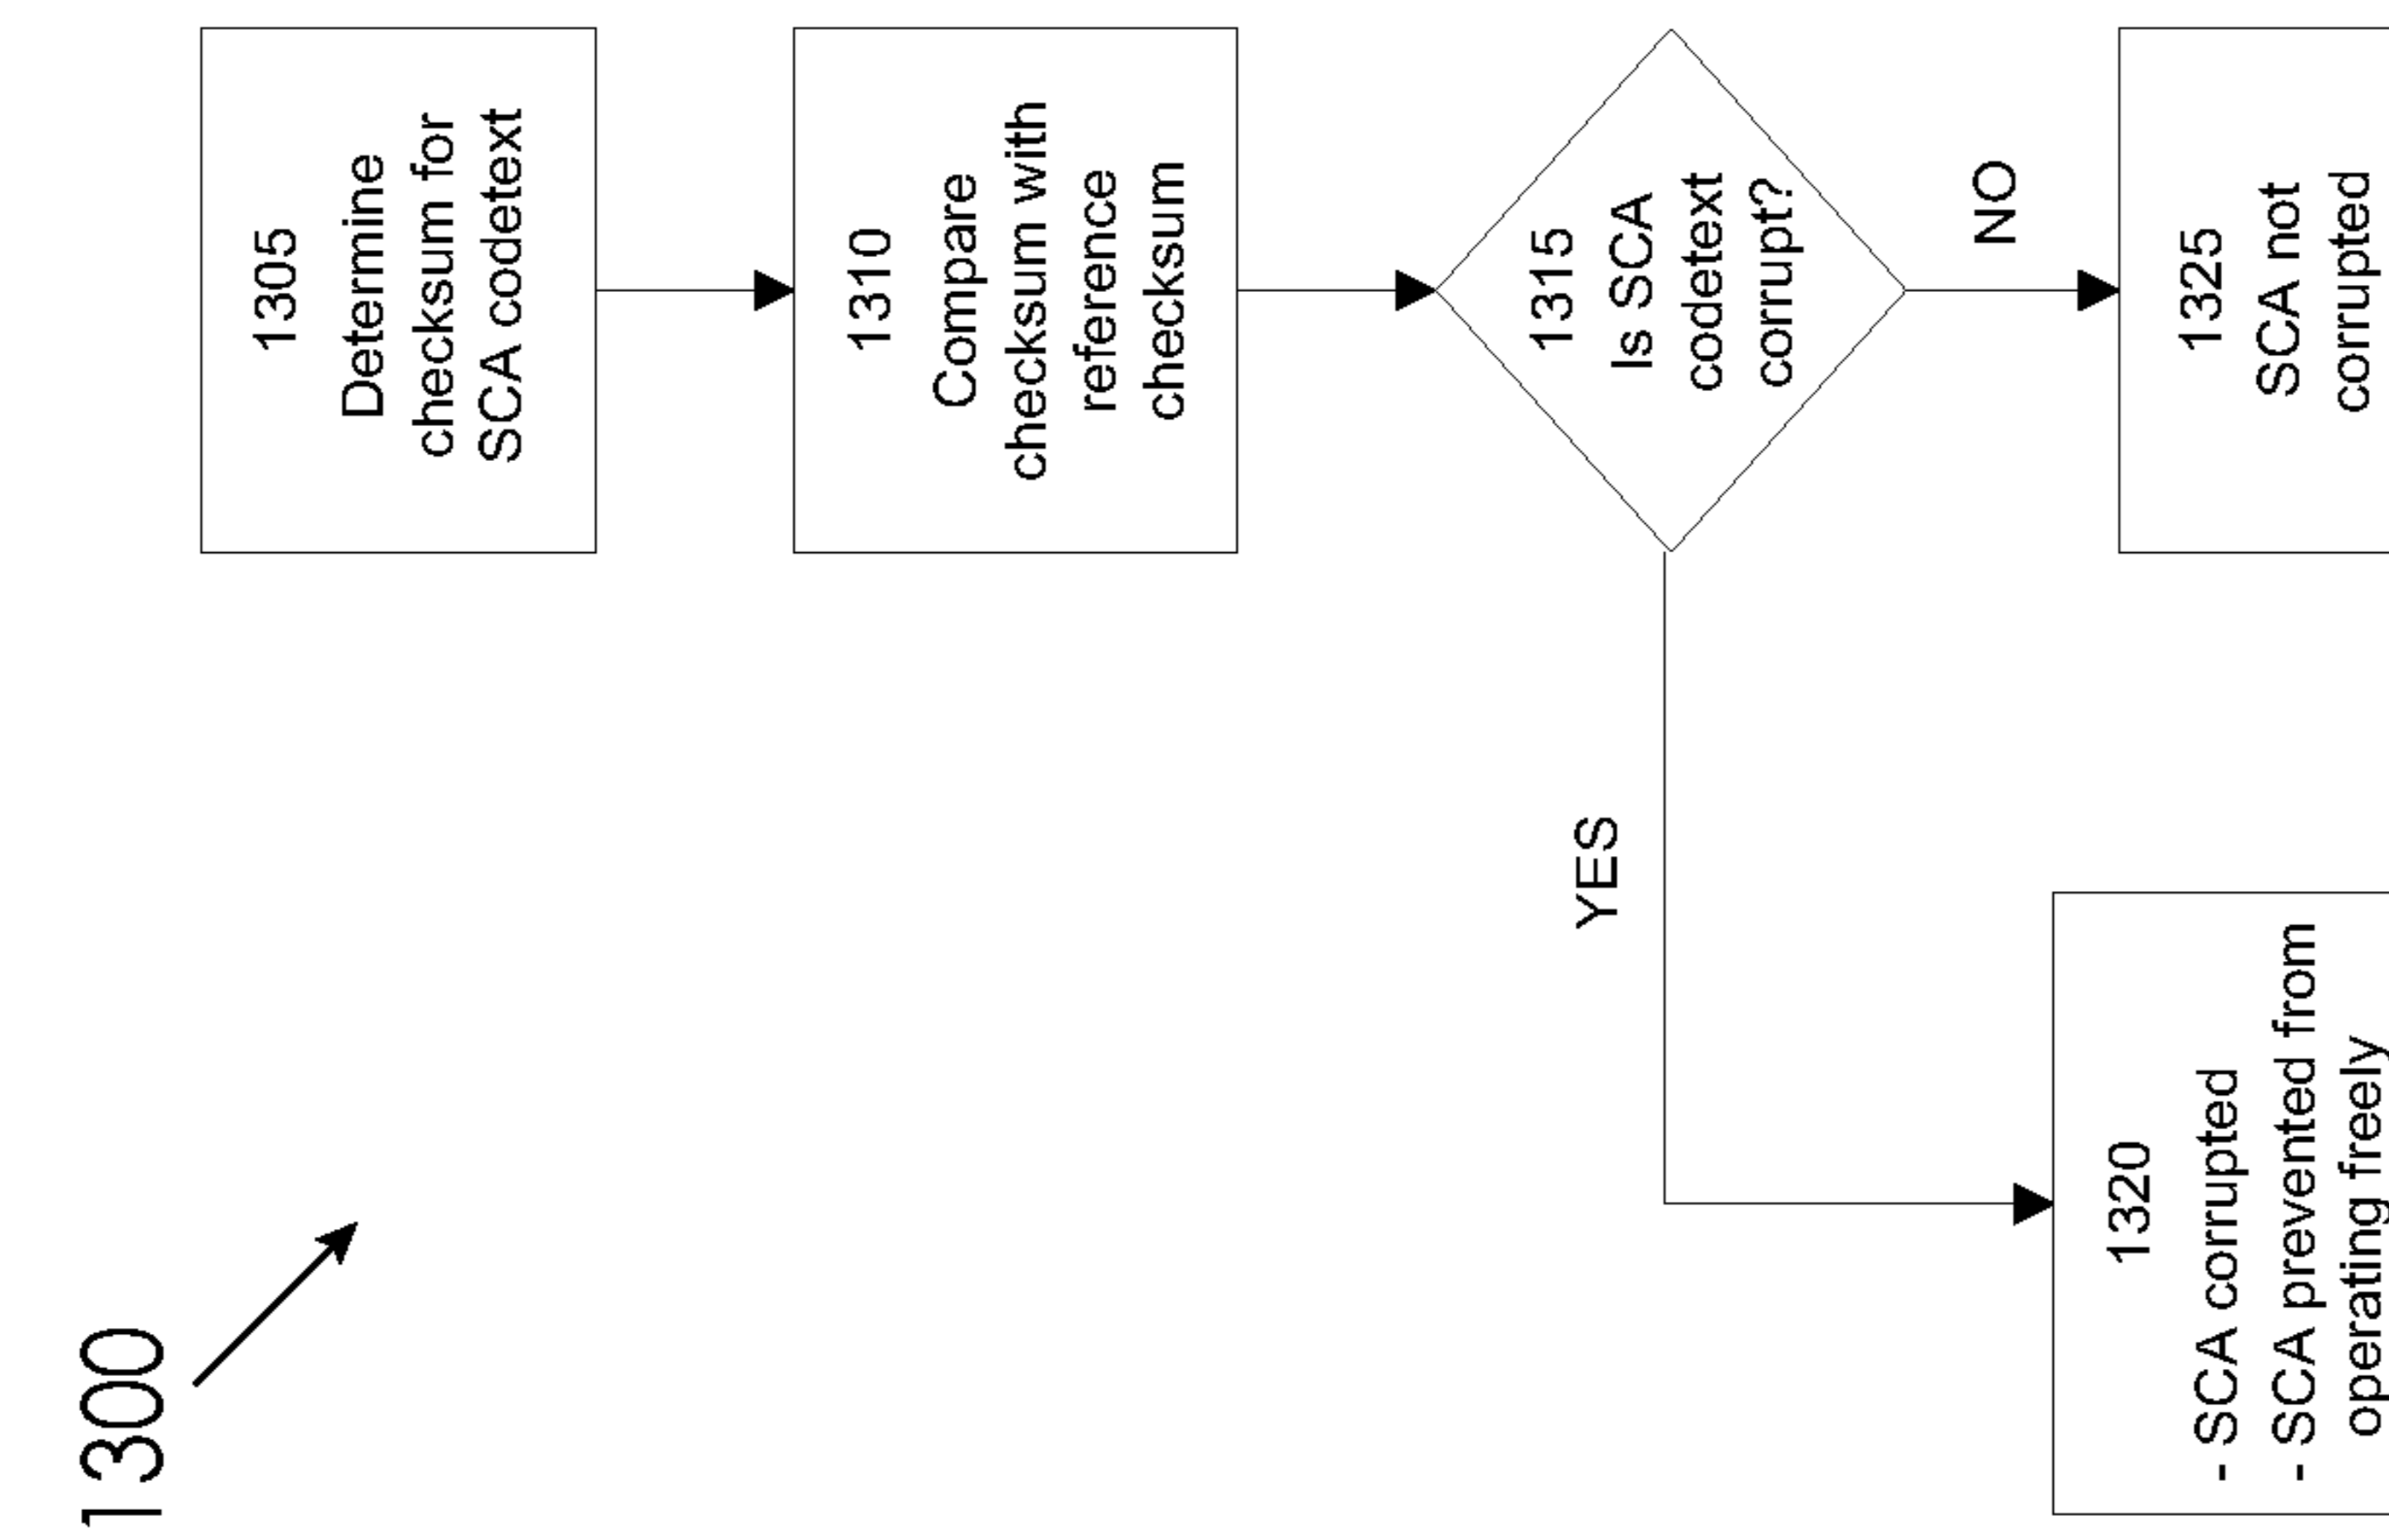 1300
1305
Determine
checksum for
SCA codetext
1310
Compare
checksum with
reference
checksum
1315
Is SCA
codetext
corrupt?
YES
NO
1320
- SCA corrupted
- SCA prevented from
operating freely
1325
SCA not
corrupted